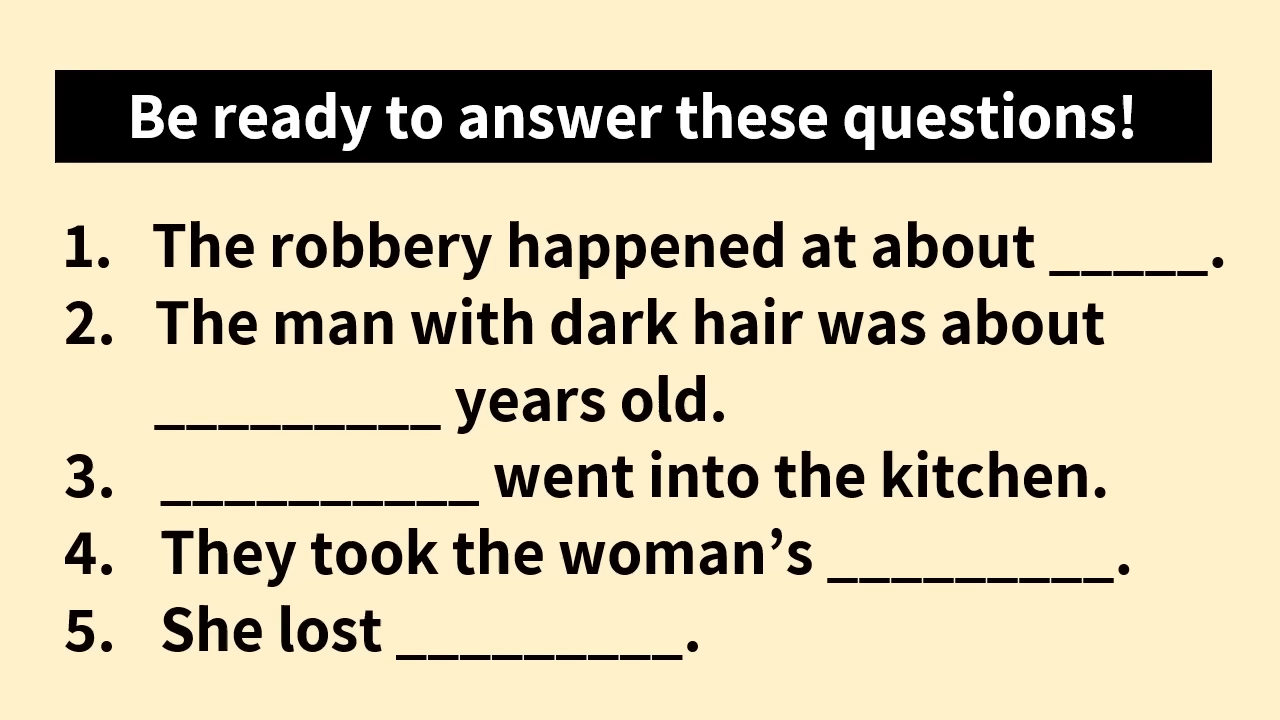 Be ready to answer these questions!
1. The robbery happened at about _____.
2. The man with dark hair was about
_________ years old.
3. __________ went into the kitchen.
4. They took the woman’s _________.
5. She lost _________.